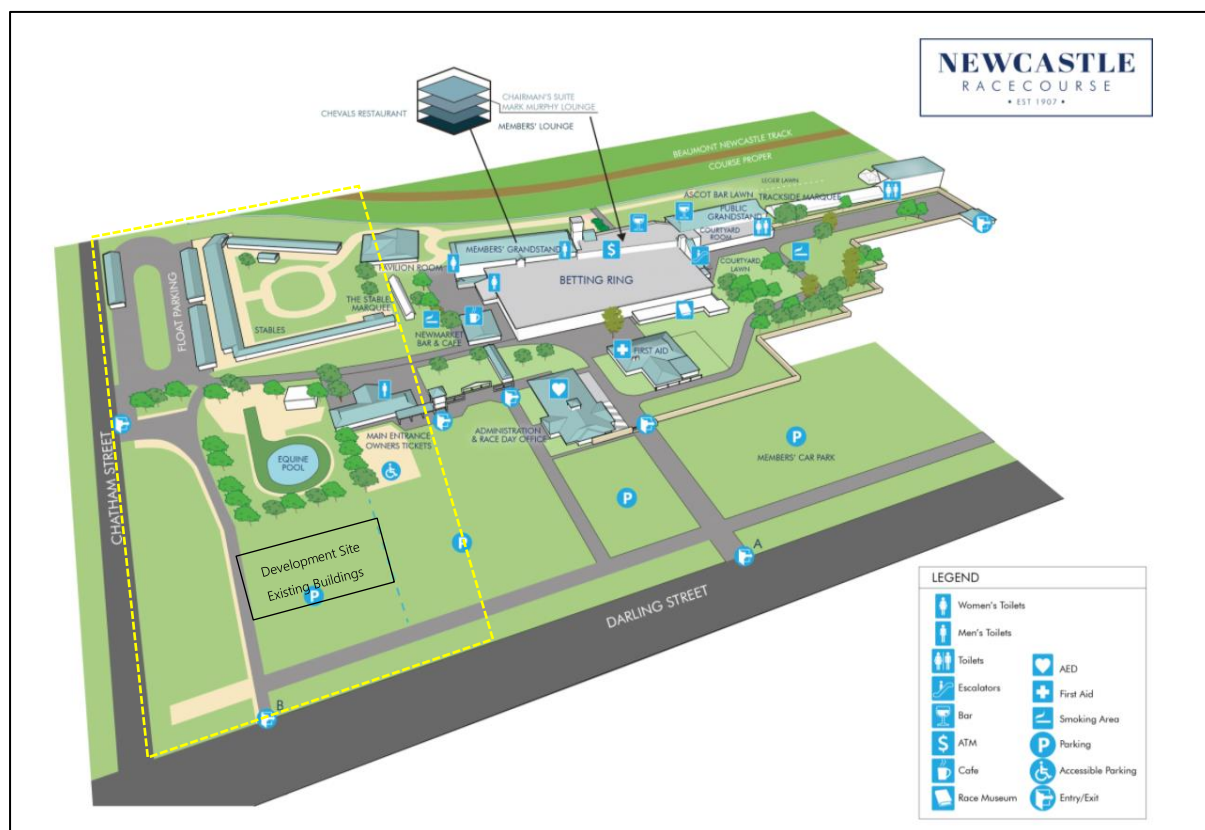 NEWCASTLE
RACECOURSE
• EST 1907 •
CHAIRMAN'S SUITE
MARK MURPHY LOUNGE
CHEVALS RESTAURANT
MEMBERS' LOUNGE
BEAUMONT NEWCASTLE TRACK
COURSE PROPER
LEGER LAWN
ASCOT BAR LAWN
TRACKSIDE MARQUEE
PUBLIC
GRANDSTAND
COURTYARD
ROOM
MEMBERS' GRANDSTAND
$
PAVILION ROOM
COURTYARD
LAWN
BETTING RING
THE STABLES
MARQUEE
FLOAT PARKING
STABLES
NEWMARKET
BAR & CAFE
FIRST AID
CHATHAM STREET
MAIN ENTRANCE
OWNERS TICKETS
ADMINISTRATION
& RACE DAY OFFICE
P
MEMBERS' CAR PARK
EQUINE
POOL
P
P
A
Development Site
Existing Buildings
P
DARLING STREET
B
LEGEND
Women's Toilets
Men's Toilets
Toilets
Escalators
Bar
$ ATM
Cafe
Race Museum
AED
First Aid
Smoking Area
P Parking
Accessible Parking
Entry/Exit